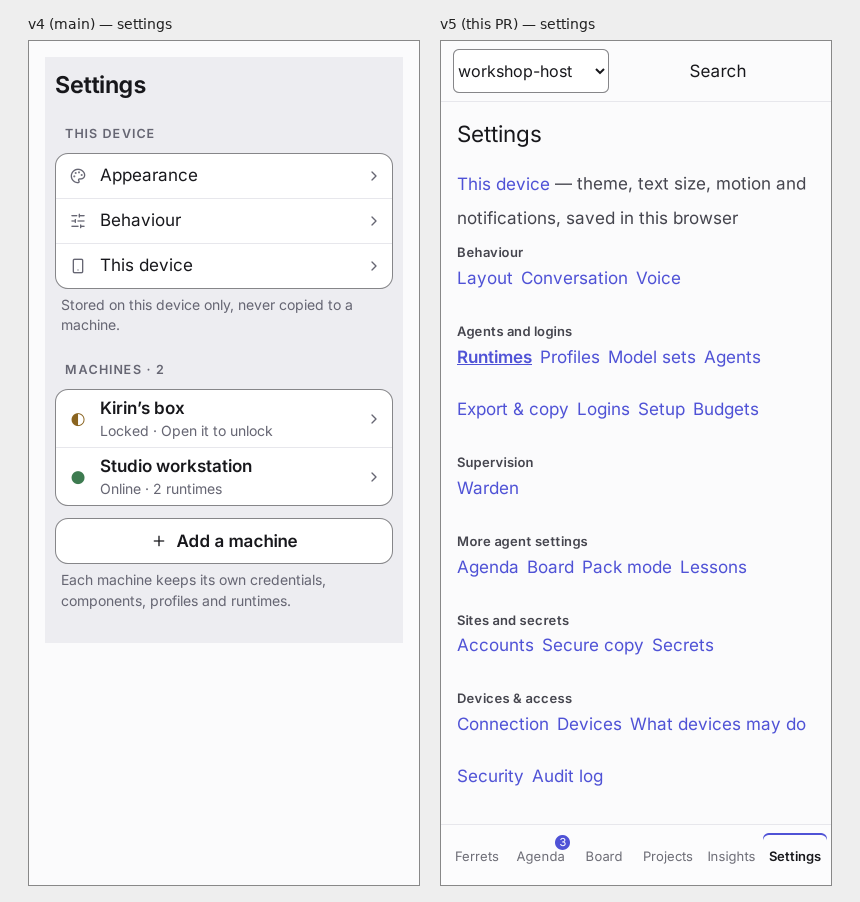 v4 (main) — settings
Settings
THIS DEVICE
Appearance
Behaviour
This device
Stored on this device only, never copied to a
machine.
MACHINES · 2
Kirin’s box
Locked · Open it to unlock
Studio workstation
Online · 2 runtimes
+ Add a machine
Each machine keeps its own credentials,
components, profiles and runtimes.
v5 (this PR) — settings
workshop-host
Search
Settings
This device — theme, text size, motion and
notifications, saved in this browser
Behaviour
Layout Conversation Voice
Agents and logins
Runtimes Profiles Model sets Agents
Export & copy Logins Setup Budgets
Supervision
Warden
More agent settings
Agenda Board Pack mode Lessons
Sites and secrets
Accounts Secure copy Secrets
Devices & access
Connection Devices What devices may do
Security Audit log
3
Ferrets Agenda Board Projects Insights Settings